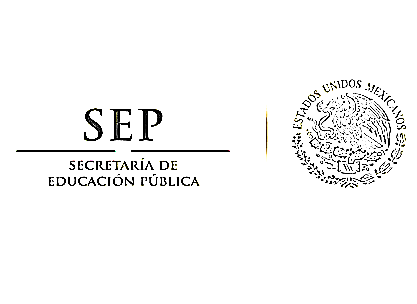 SEP
SECRETARÍA DE
EDUCACIÓN PÚBLICA
ESTADOS UNIDOS MEXICANOS